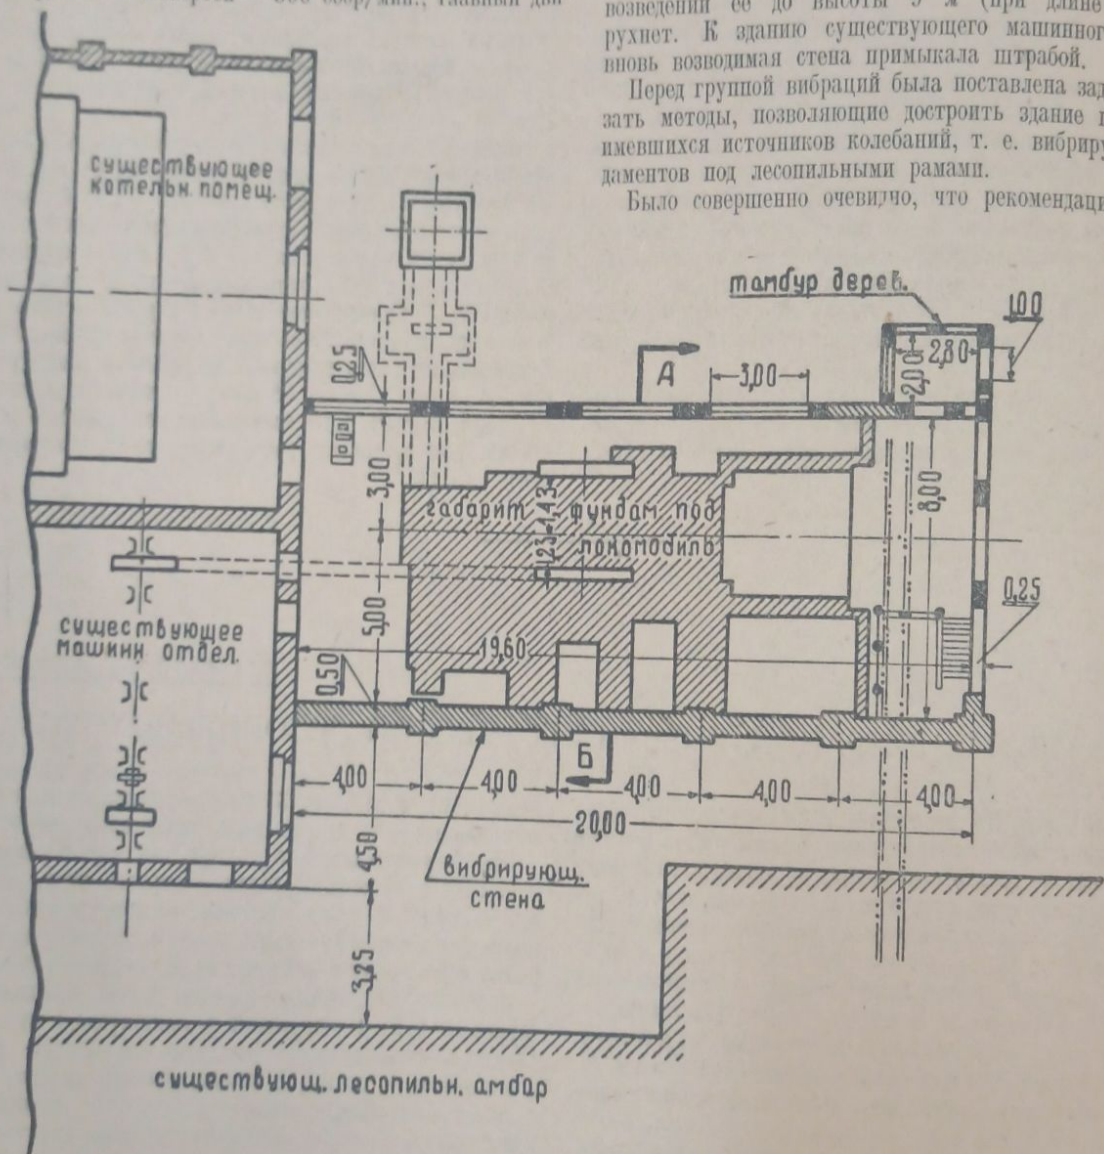 возведении ее до высоты
рухнет. К зданию существующего машинног
вновь возводимая стена примыкала штрабой.
Перед группой вибраций была поставлена зад
зать методы, позволяющие достроить здание п
имевшихся источников колебаний, т. е. вибриру
даментов под лесопильными рамами.
Было совершенно очевидно, что рекомендаци
существующее
котельн. помещ.
тамбур дерев.
1,00
2,80
2,00
0,25
А
3,00
3,00
8,00
габарит фундам под
локомобиль
1,43
1,23
существующее
машинн отдел.
5,00
19,60
0,50
0,25
Б
4,00
4,00
4,00
4,00
4,00
20,00
4,50
вибрирующ.
стена
3,25
существующ. лесопильн. амбар